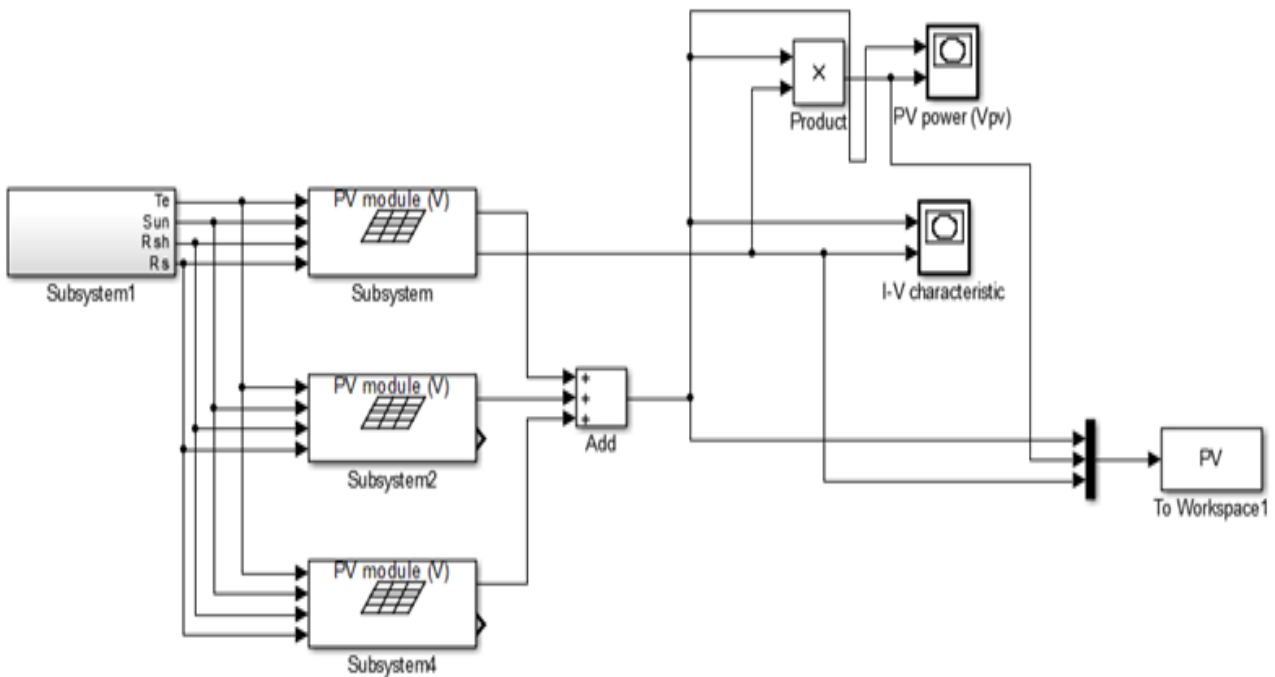 ×
Product
PV power (Vpv)
Te
Sun
Rsh
Rs
Subsystem1
PV module (V)
Subsystem
I-V characteristic
PV module (V)
Subsystem2
+
+
+
Add
PV
To Workspace1
PV module (V)
Subsystem4